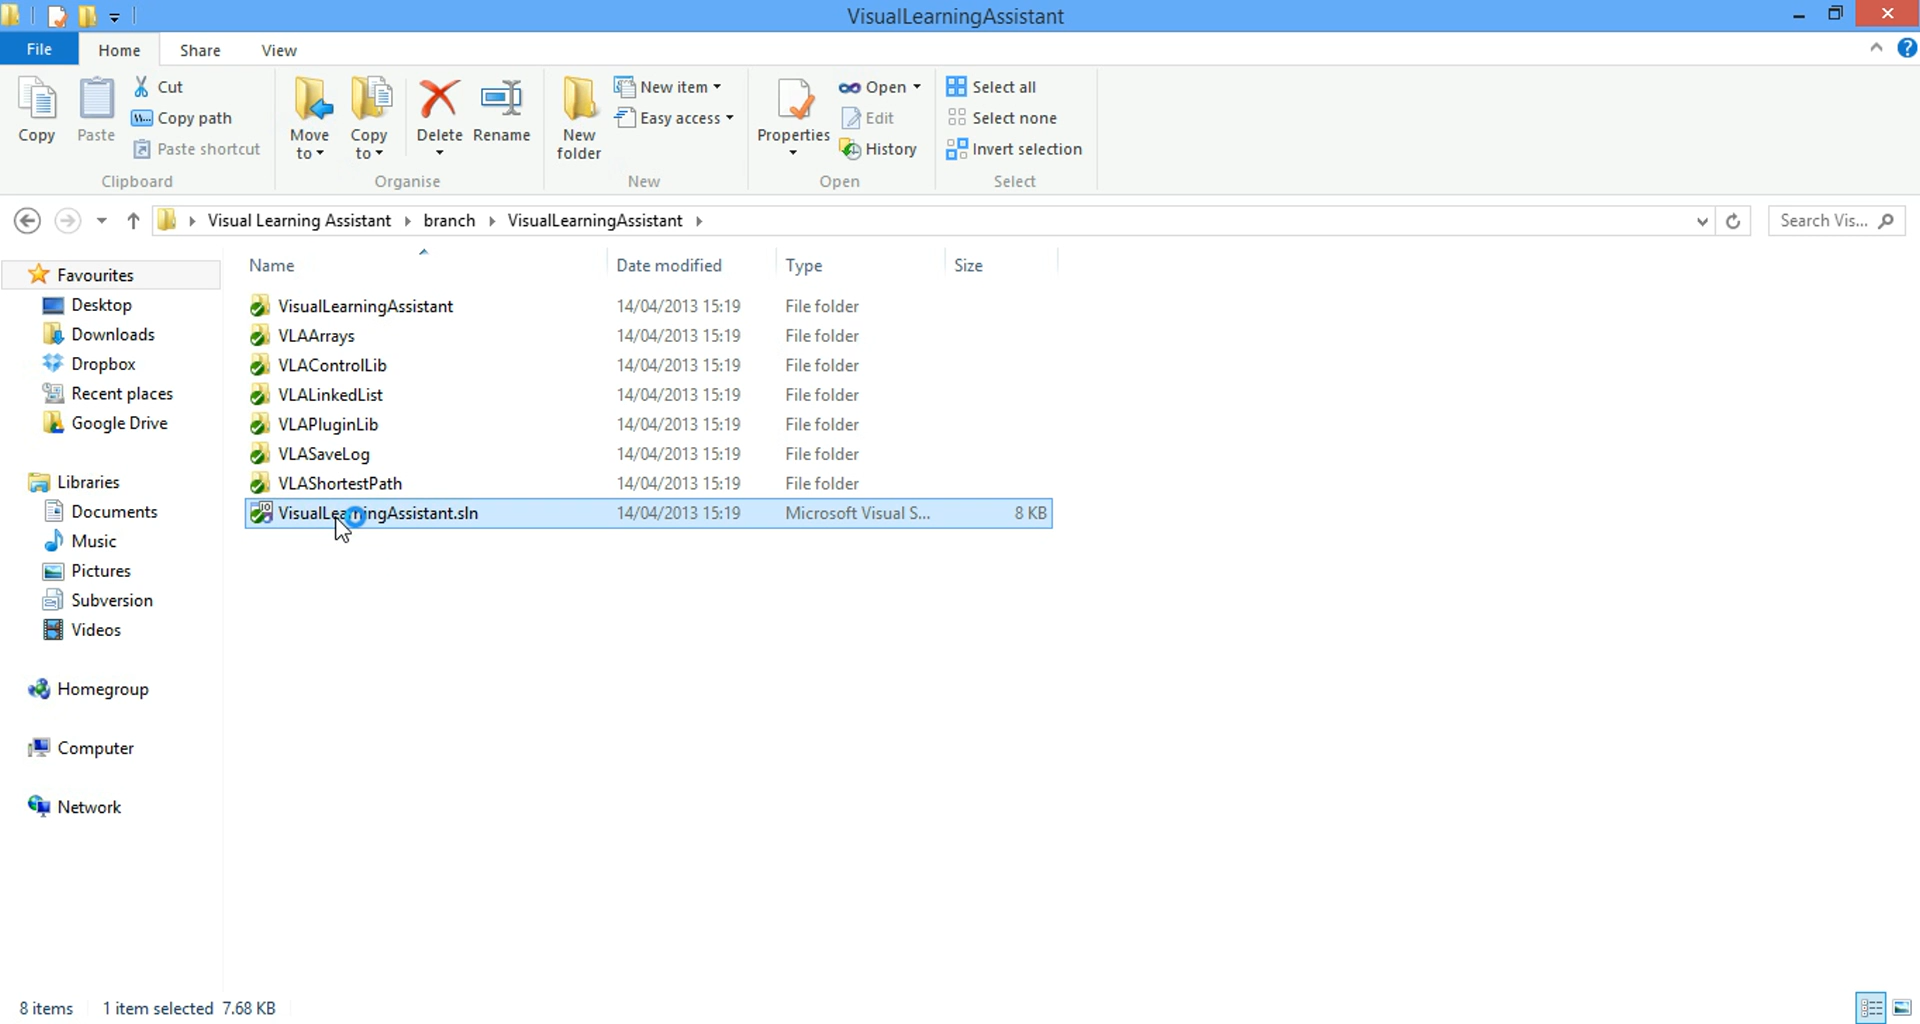 VisualLearningAssistant
File Home Share View
Copy
Paste
Cut
Copy path
Paste shortcut
Clipboard
Move to
Copy to
Delete
Rename
Organise
New folder
New item
Easy access
New
Properties
Open
Edit
History
Open
Select all
Select none
Invert selection
Select
Visual Learning Assistant branch VisualLearningAssistant
Search Vis...
Favourites
Desktop
Downloads
Dropbox
Recent places
Google Drive
Libraries
Documents
Music
Pictures
Subversion
Videos
Homegroup
Computer
Network
Name Date modified Type Size
VisualLearningAssistant 14/04/2013 15:19 File folder
VLAArrays 14/04/2013 15:19 File folder
VLAControlLib 14/04/2013 15:19 File folder
VLALinkedList 14/04/2013 15:19 File folder
VLAPluginLib 14/04/2013 15:19 File folder
VLASaveLog 14/04/2013 15:19 File folder
VLAShortestPath 14/04/2013 15:19 File folder
VisualLearningAssistant.sln 14/04/2013 15:19 Microsoft Visual S... 8 KB
8 items 1 item selected 7.68 KB